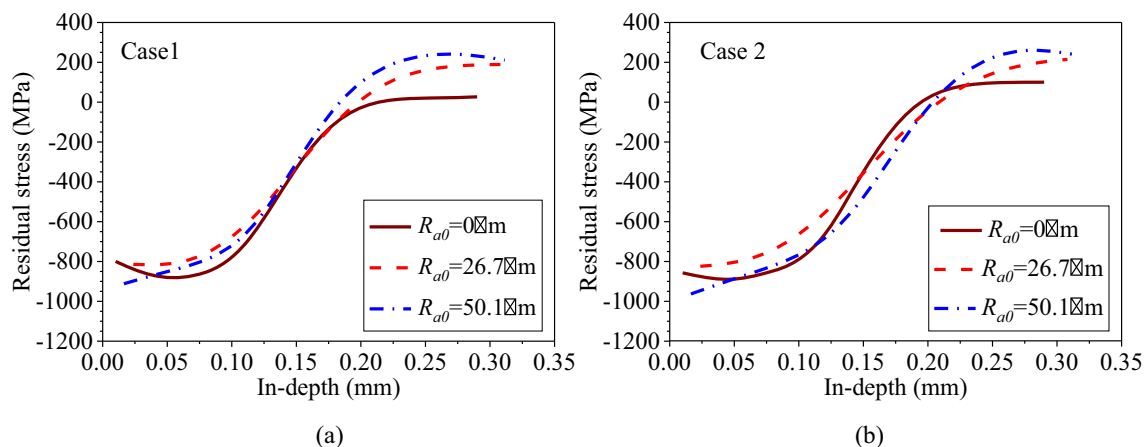 400
200
0
-200
-400
-600
-800
-1000
-1200
Residual stress (MPa)
Case1
Ra0=0□m
Ra0=26.7□m
Ra0=50.1□m
0.00 0.05 0.10 0.15 0.20 0.25 0.30 0.35
In-depth (mm)
(a)
400
200
0
-200
-400
-600
-800
-1000
-1200
Residual stress (MPa)
Case 2
Ra0=0□m
Ra0=26.7□m
Ra0=50.1□m
0.00 0.05 0.10 0.15 0.20 0.25 0.30 0.35
In-depth (mm)
(b)